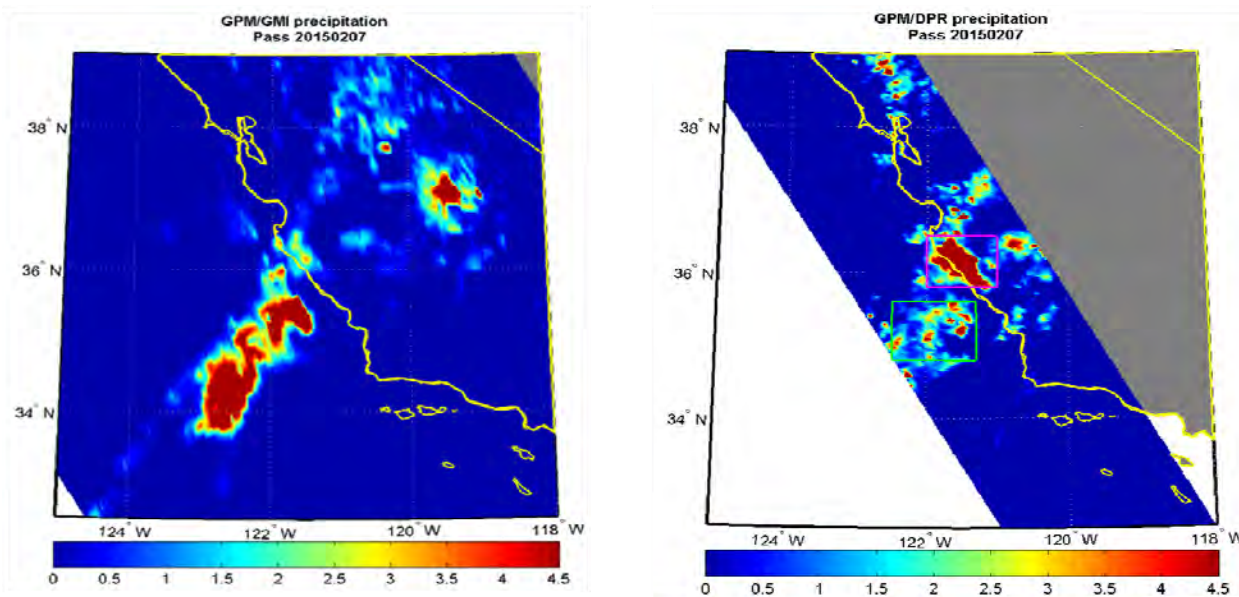 GPM/GMI precipitation
Pass 20150207
38° N
36° N
34° N
124° W
122° W
120° W
118° W
0 0.5 1 1.5 2 2.5 3 3.5 4 4.5
GPM/DPR precipitation
Pass 20150207
38° N
36° N
34° N
124° W
122° W
120° W
118° W
0 0.5 1 1.5 2 2.5 3 3.5 4 4.5